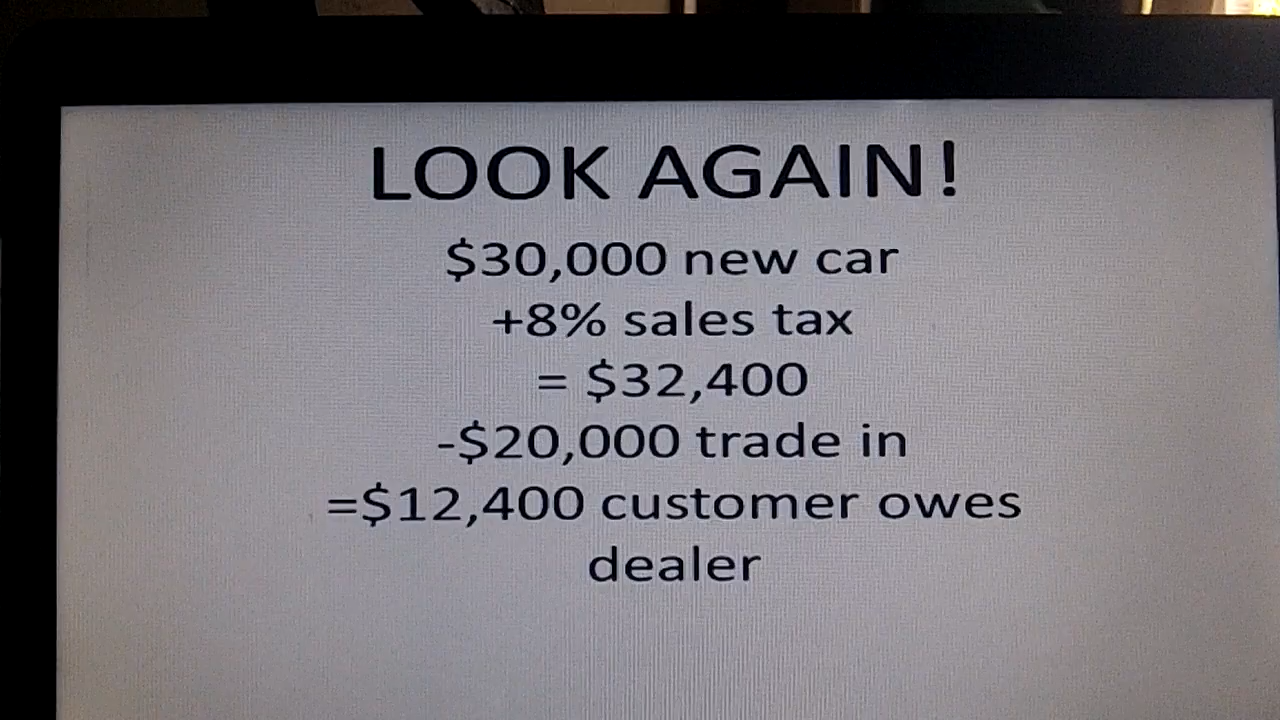 LOOK AGAIN!
$30,000 new car
+8% sales tax
= $32,400
-$20,000 trade in
=$12,400 customer owes
dealer